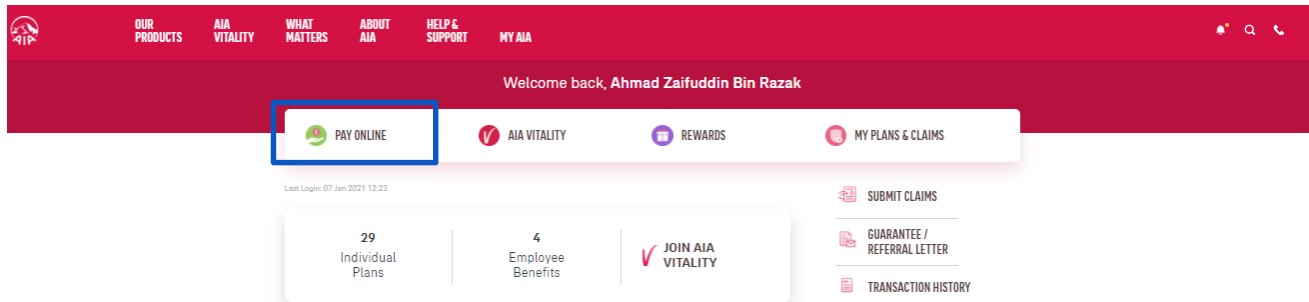 AIA
OUR PRODUCTS
AIA VITALITY
WHAT MATTERS
ABOUT AIA
HELP & SUPPORT
MY AIA
Welcome back, Ahmad Zaifuddin Bin Razak
PAY ONLINE
AIA VITALITY
REWARDS
MY PLANS & CLAIMS
Last Login: 07 Jan 2021 12:23
29
Individual
Plans
4
Employee
Benefits
JOIN AIA
VITALITY
SUBMIT CLAIMS
GUARANTEE /
REFERRAL LETTER
TRANSACTION HISTORY